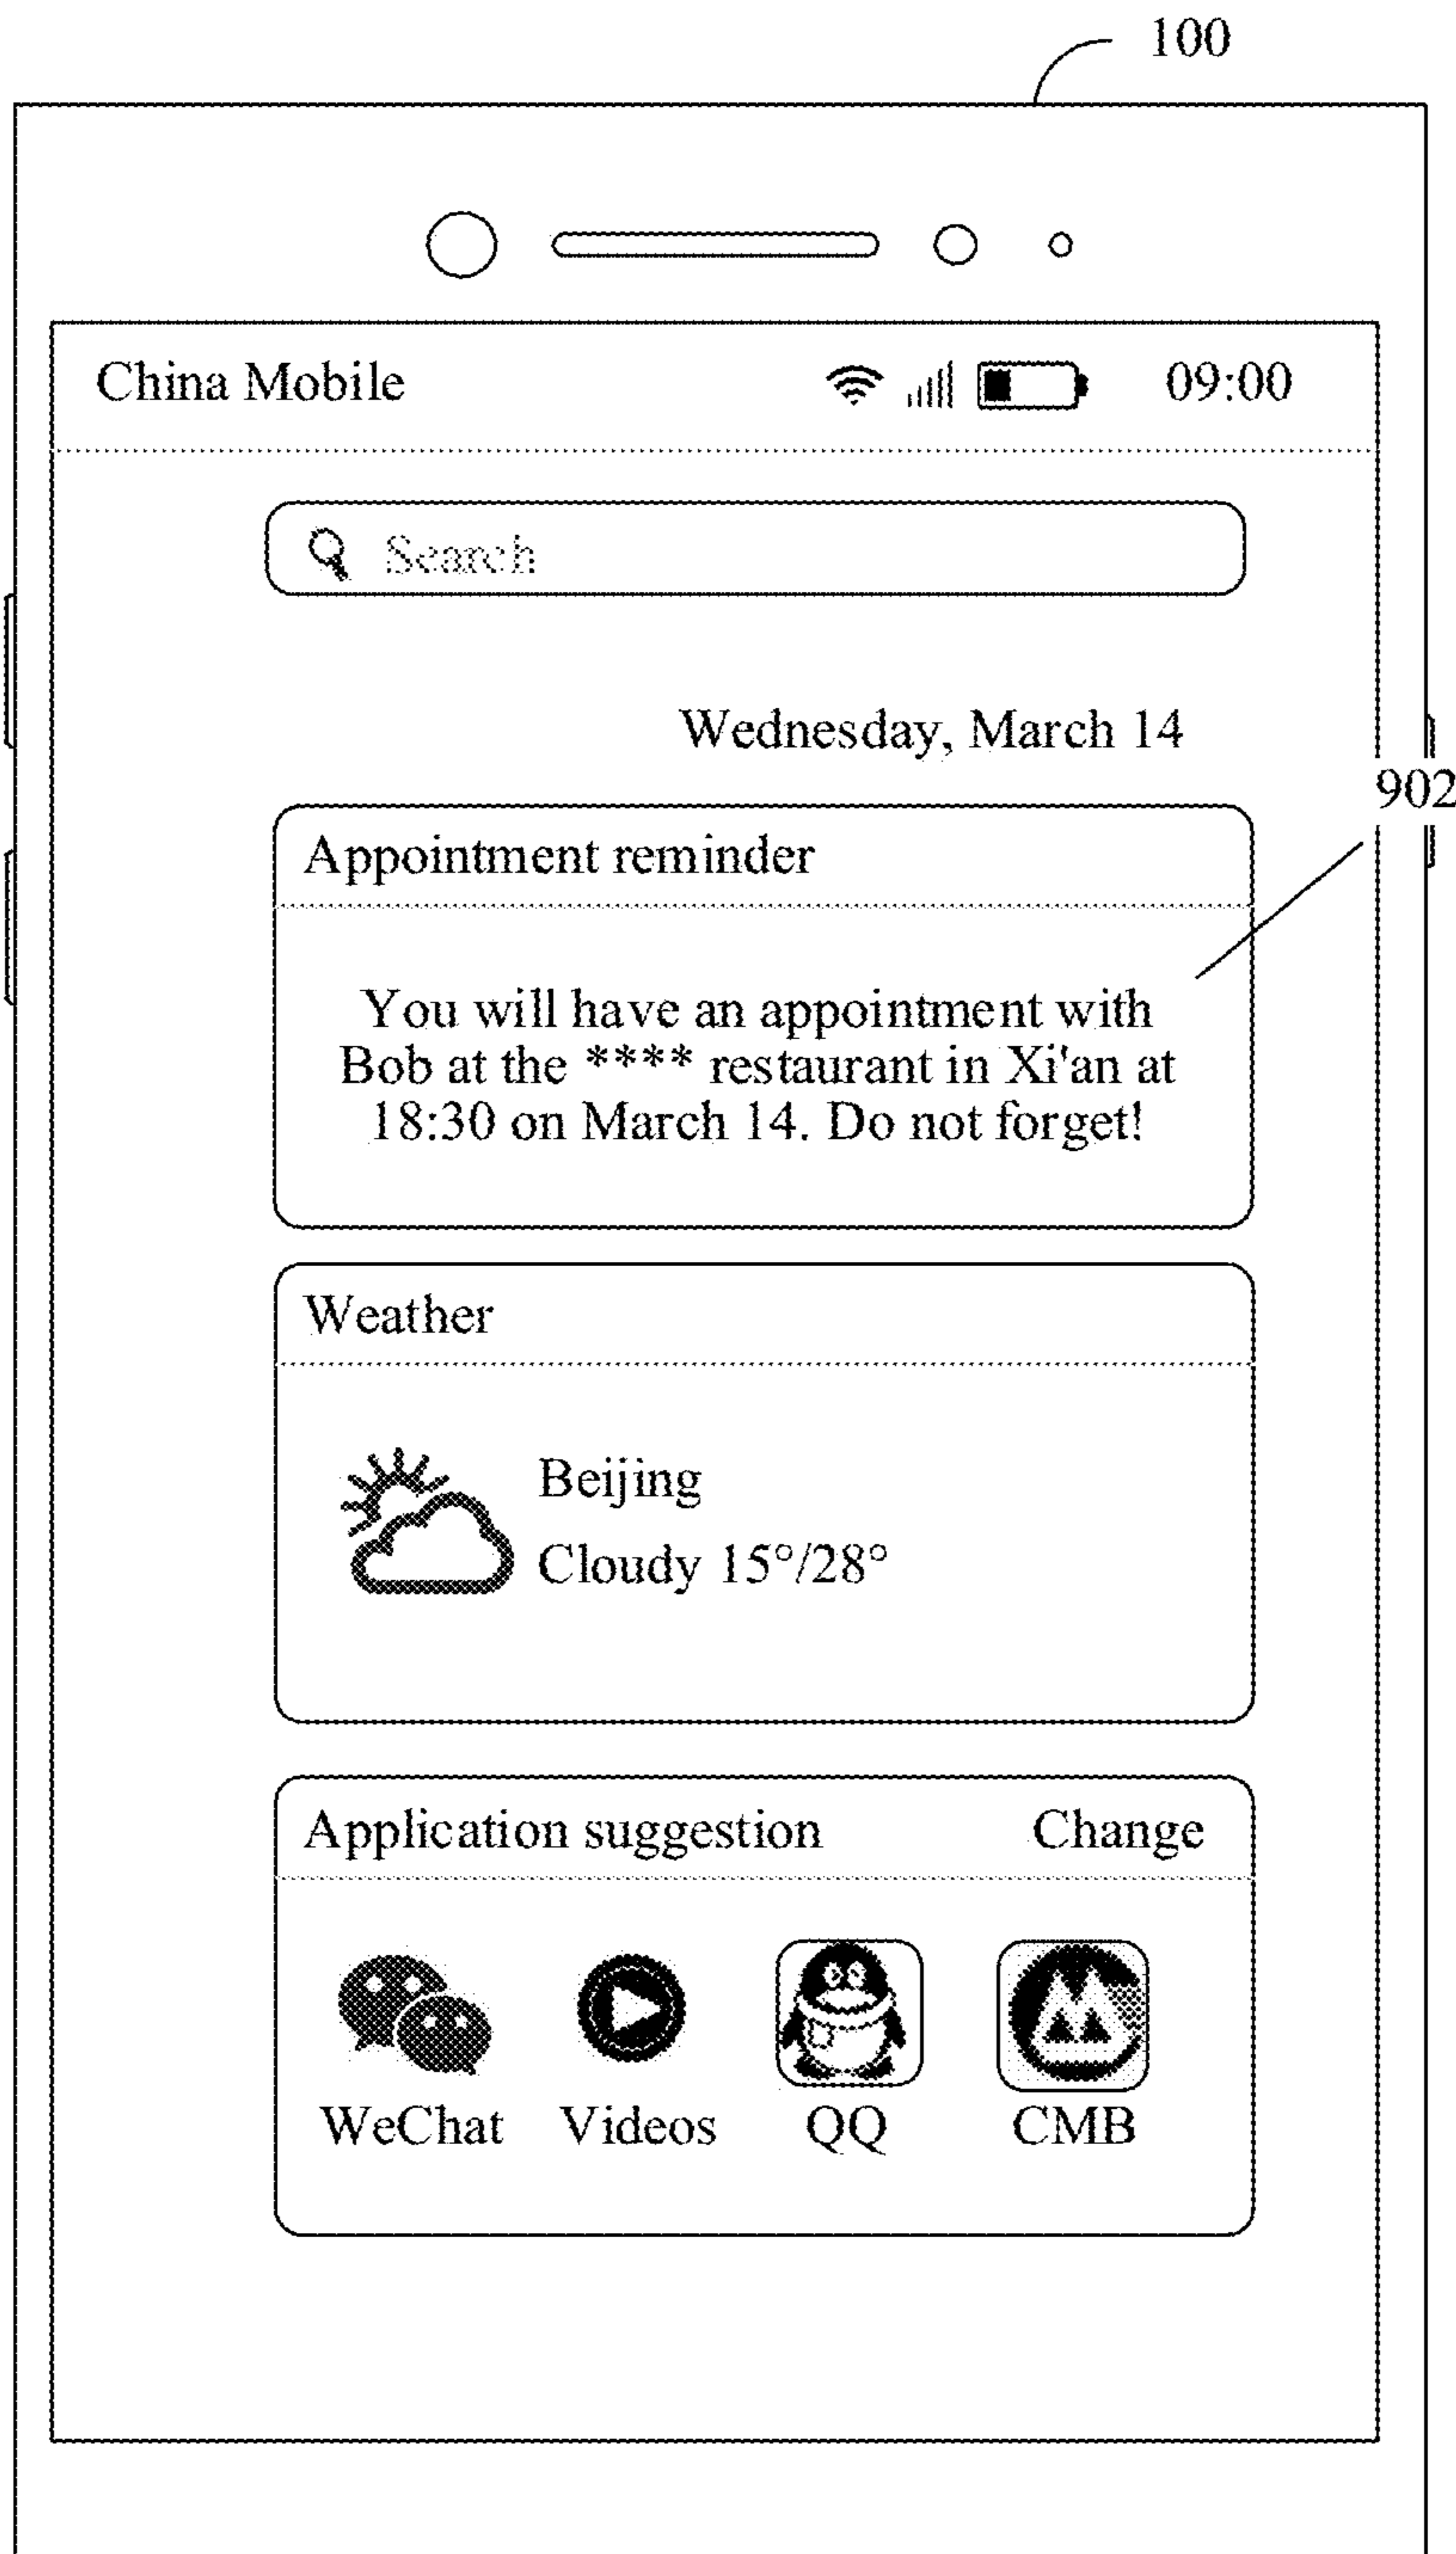 100
China Mobile 09:00
Search
Wednesday, March 14
902
Appointment reminder
You will have an appointment with
Bob at the **** restaurant in Xi'an at
18:30 on March 14. Do not forget!
Weather
Beijing
Cloudy 15°/28°
Application suggestion Change
WeChat Videos QQ CMB